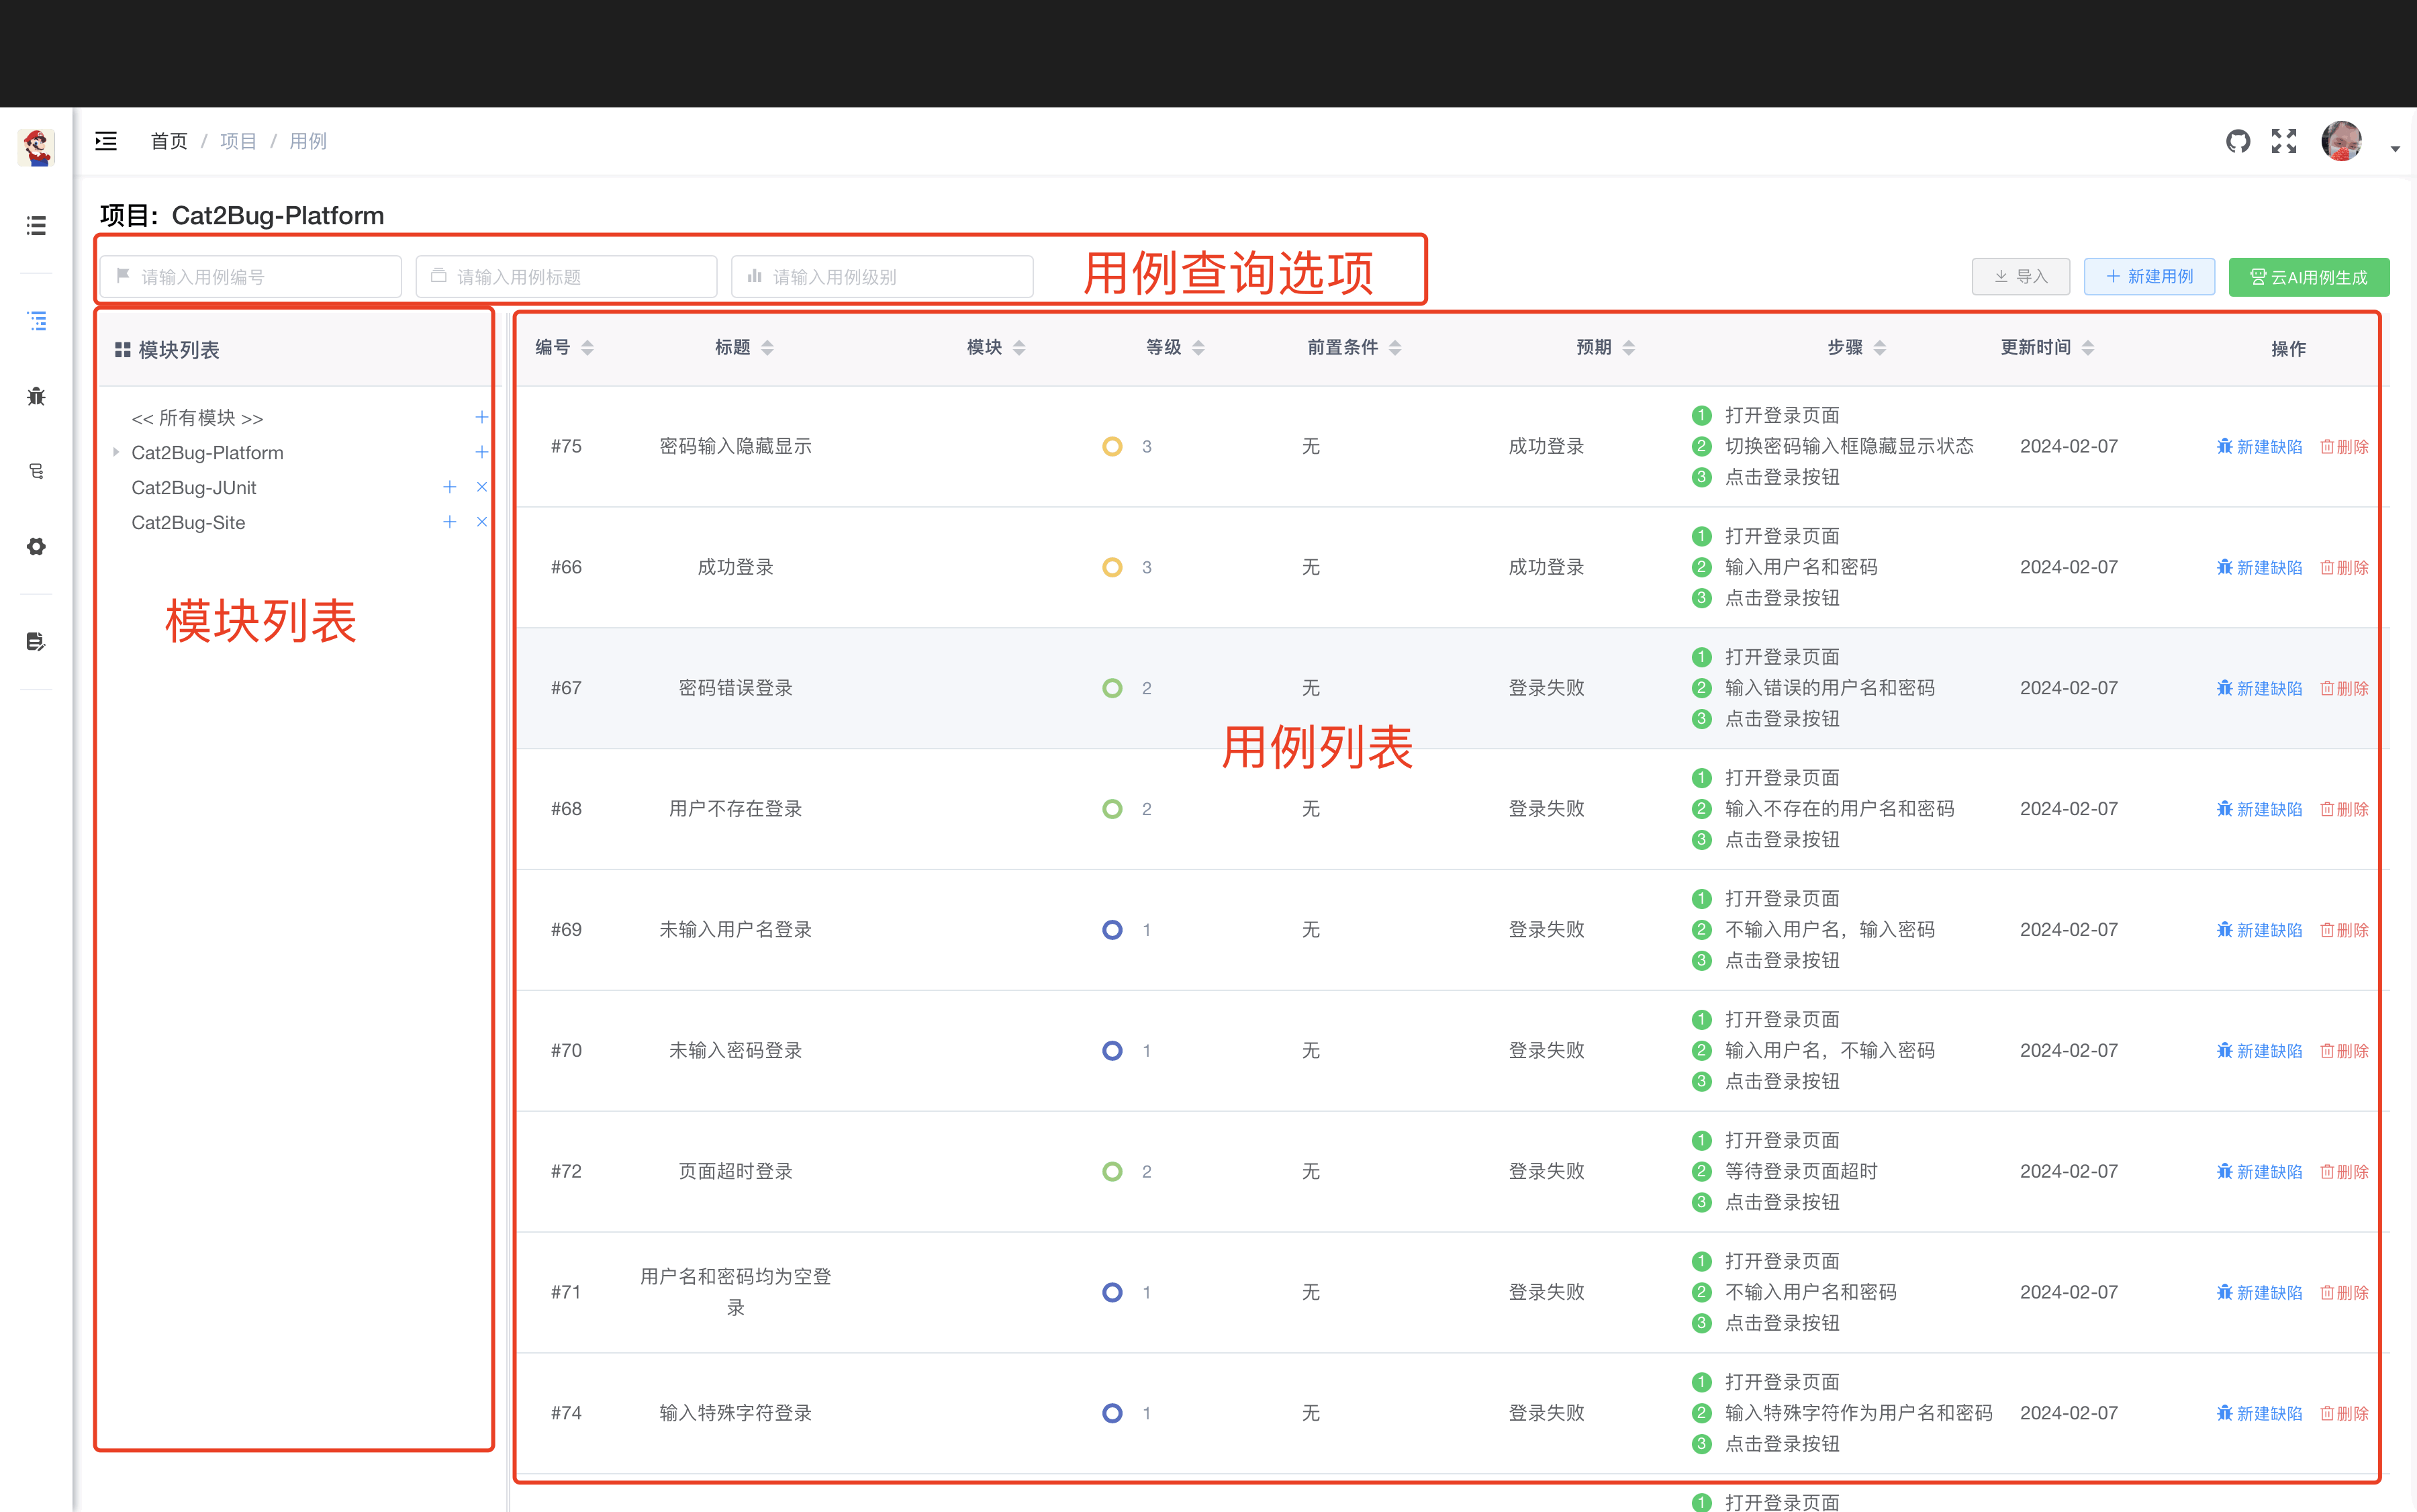 首页 / 项目 / 用例
项目: Cat2Bug-Platform
请输入用例编号
请输入用例标题
请输入用例级别
用例查询选项
导入
+ 新建用例
云AI用例生成
模块列表
<< 所有模块 >>
Cat2Bug-Platform
Cat2Bug-JUnit
Cat2Bug-Site
模块列表
编号 标题 模块 等级 前置条件 预期 步骤 更新时间 操作
1 打开登录页面
#75 密码输入隐藏显示 3 无 成功登录 2 切换密码输入框隐藏显示状态 2024-02-07 新建缺陷 删除
3 点击登录按钮
1 打开登录页面
#66 成功登录 3 无 成功登录 2 输入用户名和密码 2024-02-07 新建缺陷 删除
3 点击登录按钮
1 打开登录页面
#67 密码错误登录 2 无 登录失败 2 输入错误的用户名和密码 2024-02-07 新建缺陷 删除
3 点击登录按钮
用例列表
1 打开登录页面
#68 用户不存在登录 2 无 登录失败 2 输入不存在的用户名和密码 2024-02-07 新建缺陷 删除
3 点击登录按钮
1 打开登录页面
#69 未输入用户名登录 1 无 登录失败 2 不输入用户名，输入密码 2024-02-07 新建缺陷 删除
3 点击登录按钮
1 打开登录页面
#70 未输入密码登录 1 无 登录失败 2 输入用户名，不输入密码 2024-02-07 新建缺陷 删除
3 点击登录按钮
1 打开登录页面
#72 页面超时登录 2 无 登录失败 2 等待登录页面超时 2024-02-07 新建缺陷 删除
3 点击登录按钮
1 打开登录页面
#71 用户名和密码均为空登录 1 无 登录失败 2 不输入用户名和密码 2024-02-07 新建缺陷 删除
3 点击登录按钮
1 打开登录页面
#74 输入特殊字符登录 1 无 登录失败 2 输入特殊字符作为用户名和密码 2024-02-07 新建缺陷 删除
3 点击登录按钮
1 打开登录页面